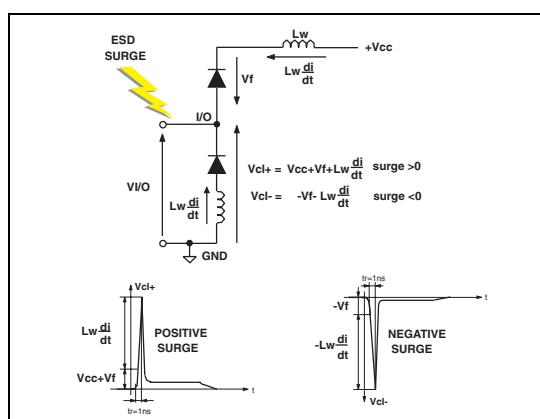 ESD
SURGE
Lw
+Vcc
Lw di/dt
Vf
I/O
VI/O
Lw di/dt
Vcl+ = Vcc+Vf+Lw di/dt surge >0
Vcl- = -Vf- Lw di/dt surge <0
GND
Vcl+
Lw di/dt
Vcc+Vf
POSITIVE
SURGE
t
tr=1ns
tr=1ns
t
-Vf
-Lw di/dt
NEGATIVE
SURGE
Vcl-